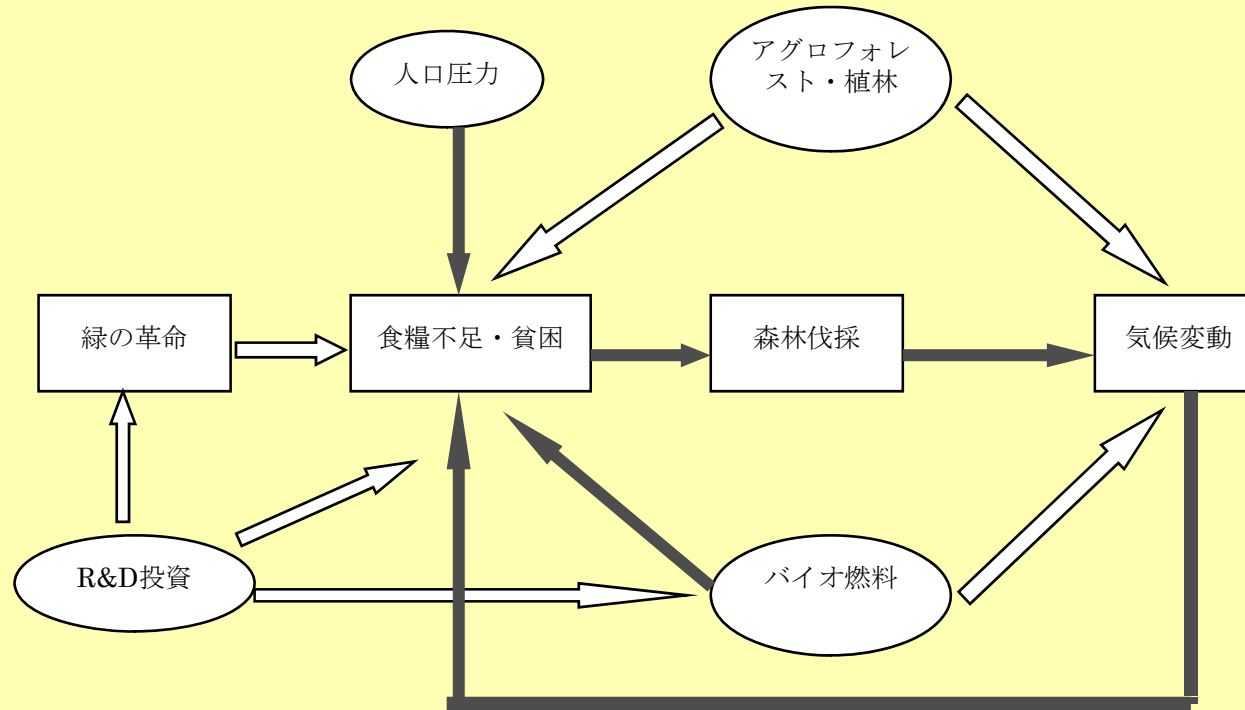 人口圧力
アグロフォレ
スト・植林
緑の革命
食糧不足・貧困
森林伐採
気候変動
R&D投資
バイオ燃料